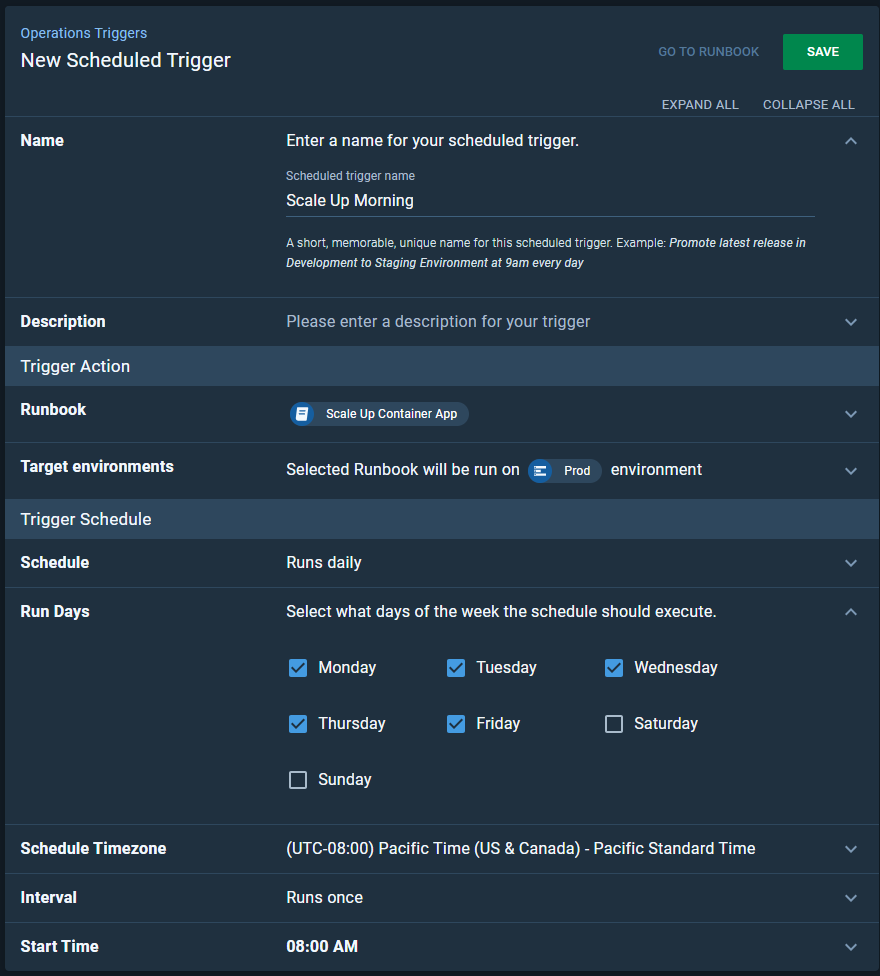 Operations Triggers
New Scheduled Trigger
GO TO RUNBOOK
SAVE
EXPAND ALL
COLLAPSE ALL
Name
Enter a name for your scheduled trigger.
Scheduled trigger name
Scale Up Morning
A short, memorable, unique name for this scheduled trigger. Example: Promote latest release in
Development to Staging Environment at 9am every day
Description
Please enter a description for your trigger
Trigger Action
Runbook
Scale Up Container App
Target environments
Selected Runbook will be run on Prod environment
Trigger Schedule
Schedule
Runs daily
Run Days
Select what days of the week the schedule should execute.
Monday
Tuesday
Wednesday
Thursday
Friday
Saturday
Sunday
Schedule Timezone
(UTC-08:00) Pacific Time (US & Canada) - Pacific Standard Time
Interval
Runs once
Start Time
08:00 AM